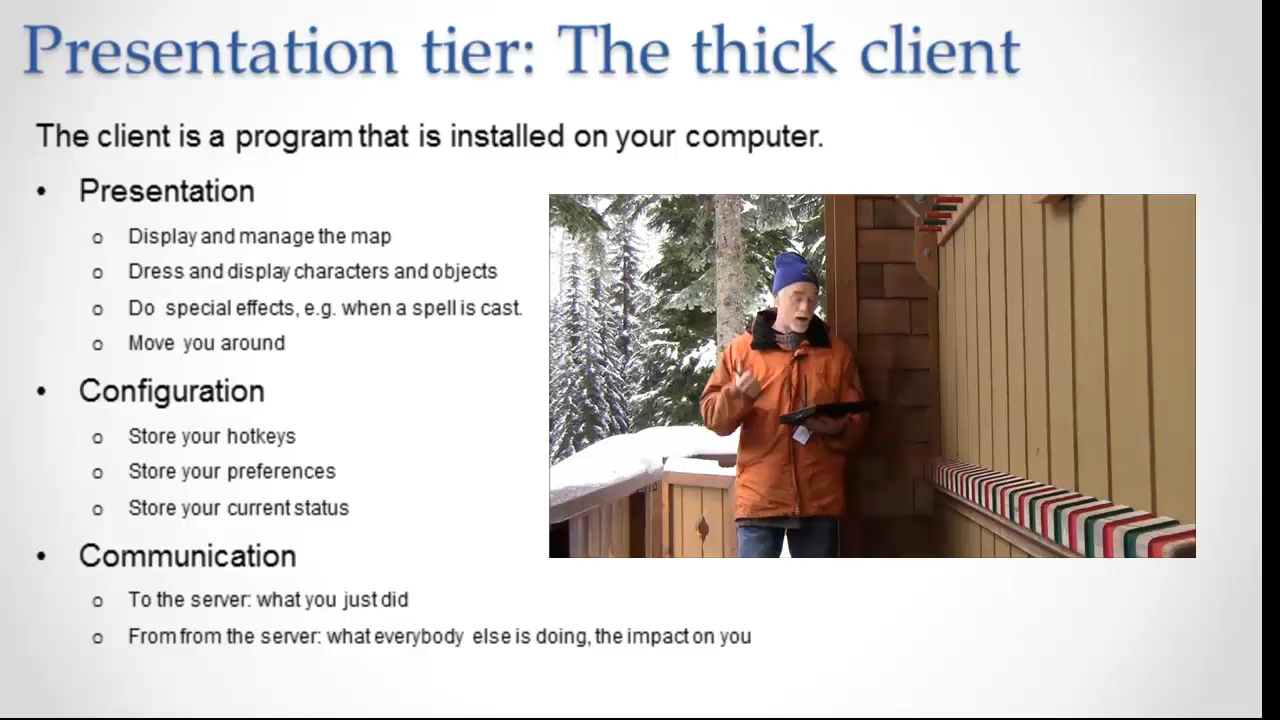 Presentation tier: The thick client
The client is a program that is installed on your computer.
• Presentation
o Display and manage the map
o Dress and display characters and objects
o Do special effects, e.g. when a spell is cast.
o Move you around
• Configuration
o Store your hotkeys
o Store your preferences
o Store your current status
• Communication
o To the server: what you just did
o From from the server: what everybody else is doing, the impact on you